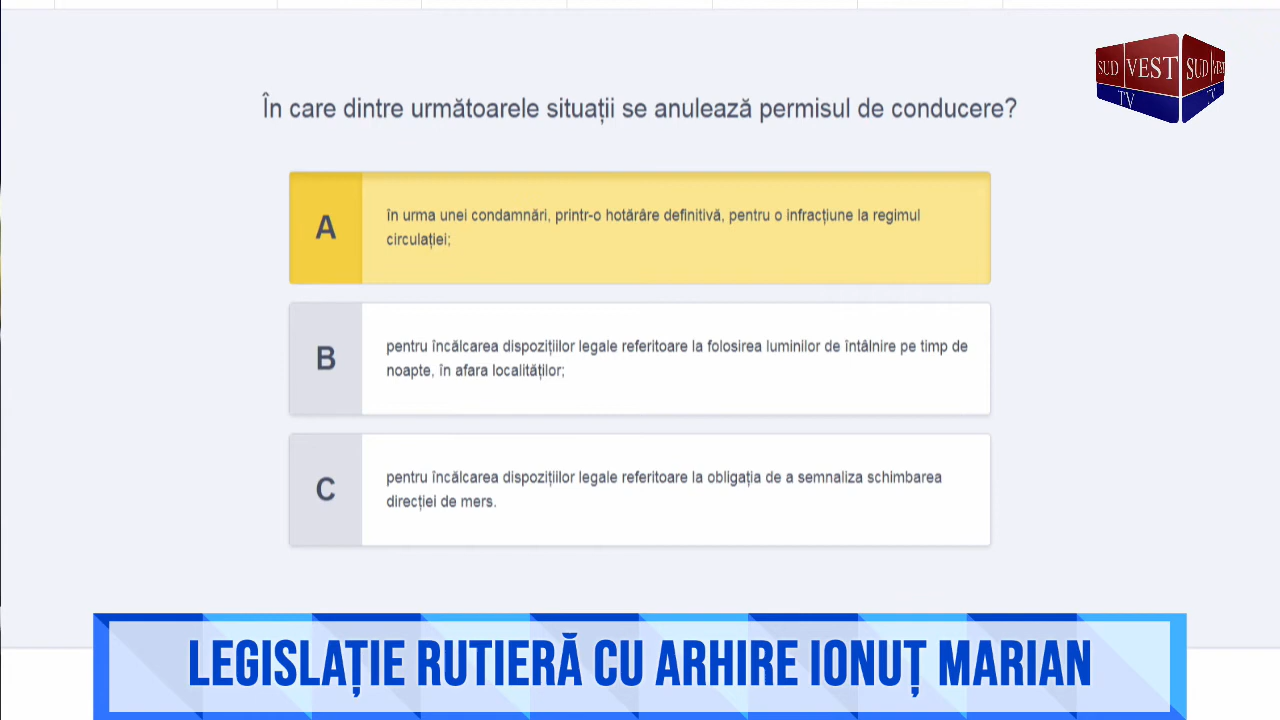 În care dintre următoarele situații se anulează permisul de conducere?
A
în urma unei condamnări, printr-o hotărâre definitivă, pentru o infracțiune la regimul
circulației;
B
pentru încălcarea dispozițiilor legale referitoare la folosirea luminilor de întâlnire pe timp de
noapte, în afara localităților;
C
pentru încălcarea dispozițiilor legale referitoare la obligația de a semnaliza schimbarea
direcției de mers.
SUD VEST SUD VEST
TV TV
LEGISLAȚIE RUTIERĂ CU ARHIRE IONUȚ MARIAN